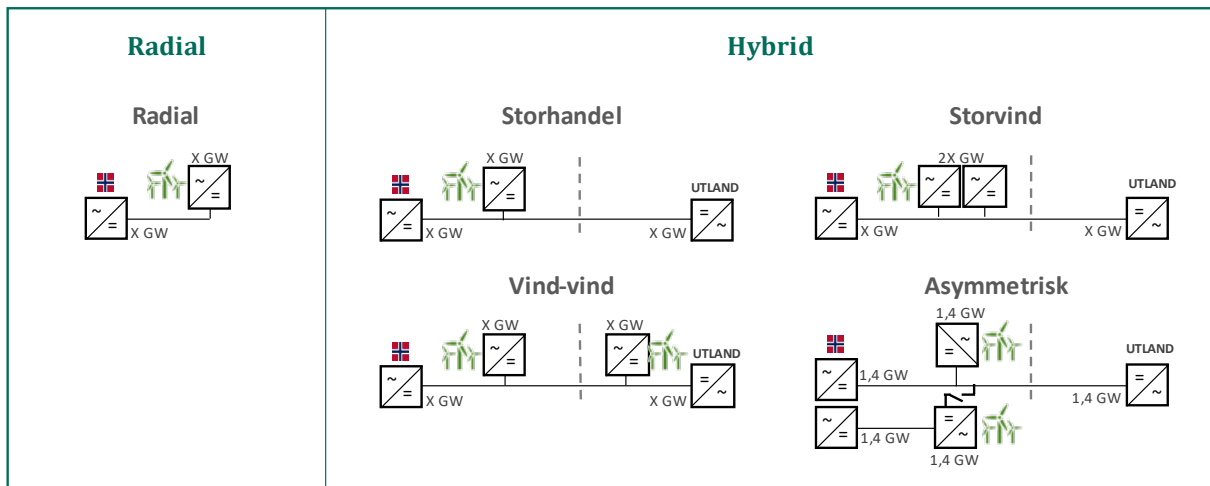 Radial
Hybrid
Radial
X GW
~
=
~
=
X GW
Storhandel
X GW
~
=
UTLAND
~
=
=
~
X GW
X GW
Storvind
2X GW
~
=
~
=
UTLAND
~
=
=
~
X GW
X GW
Vind-vind
X GW
X GW
~
=
~
=
UTLAND
~
=
=
~
X GW
X GW
Asymmetrisk
1,4 GW
=
~
UTLAND
~
=
=
~
1,4 GW
1,4 GW
~
=
=
~
1,4 GW
1,4 GW